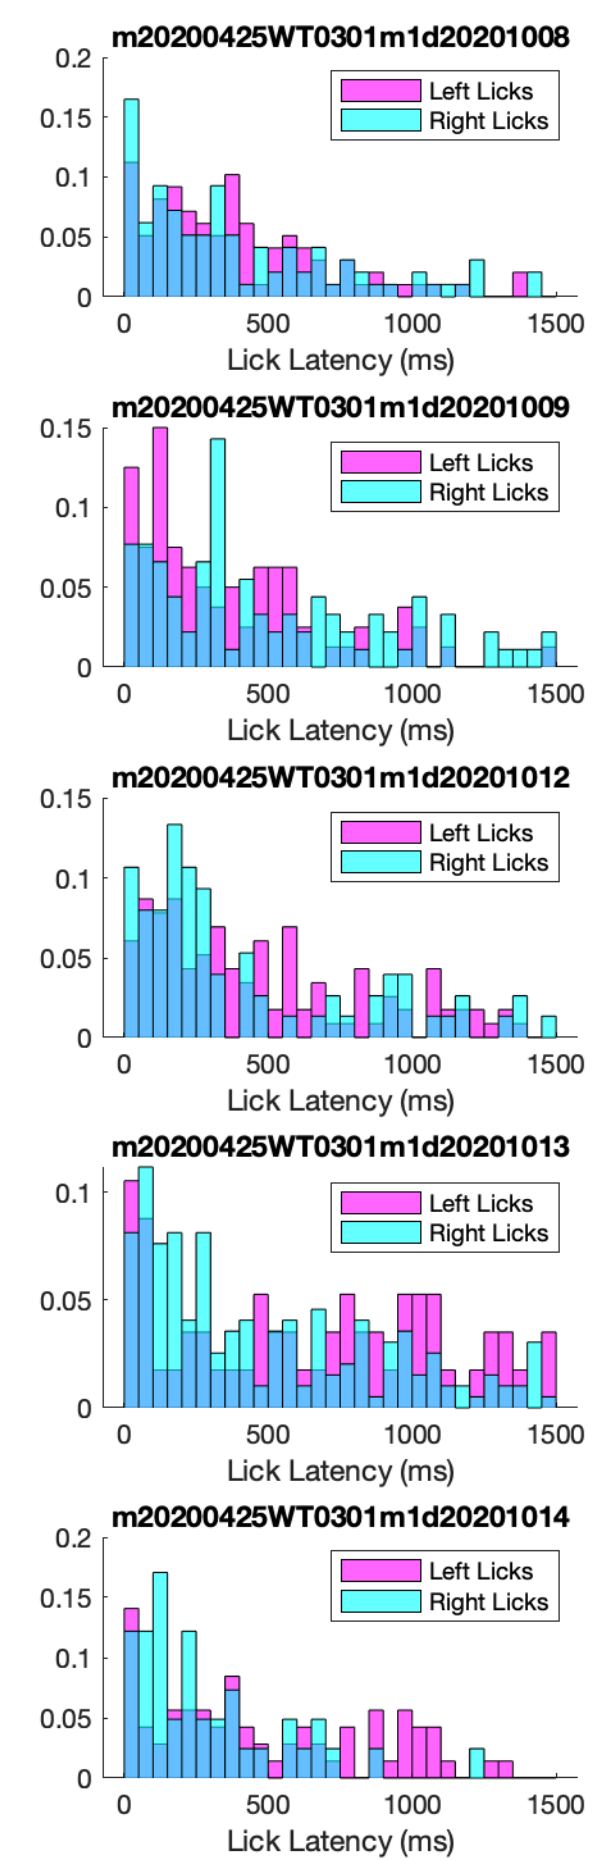 m20200425WT0301m1d20201008
0.2
0.15
0.1
0.05
0
Left Licks
Right Licks
0 500 1000 1500
Lick Latency (ms)
m20200425WT0301m1d20201009
0.15
0.1
0.05
0
Left Licks
Right Licks
0 500 1000 1500
Lick Latency (ms)
m20200425WT0301m1d20201012
0.15
0.1
0.05
0
Left Licks
Right Licks
0 500 1000 1500
Lick Latency (ms)
m20200425WT0301m1d20201013
0.1
0.05
0
Left Licks
Right Licks
0 500 1000 1500
Lick Latency (ms)
m20200425WT0301m1d20201014
0.2
0.15
0.1
0.05
0
Left Licks
Right Licks
0 500 1000 1500
Lick Latency (ms)